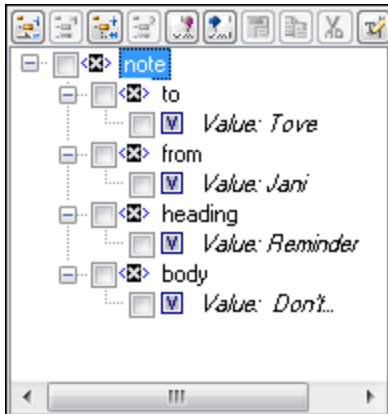 note
to
Value: Tove
from
Value: Jani
heading
Value: Reminder
body
Value: Don't...